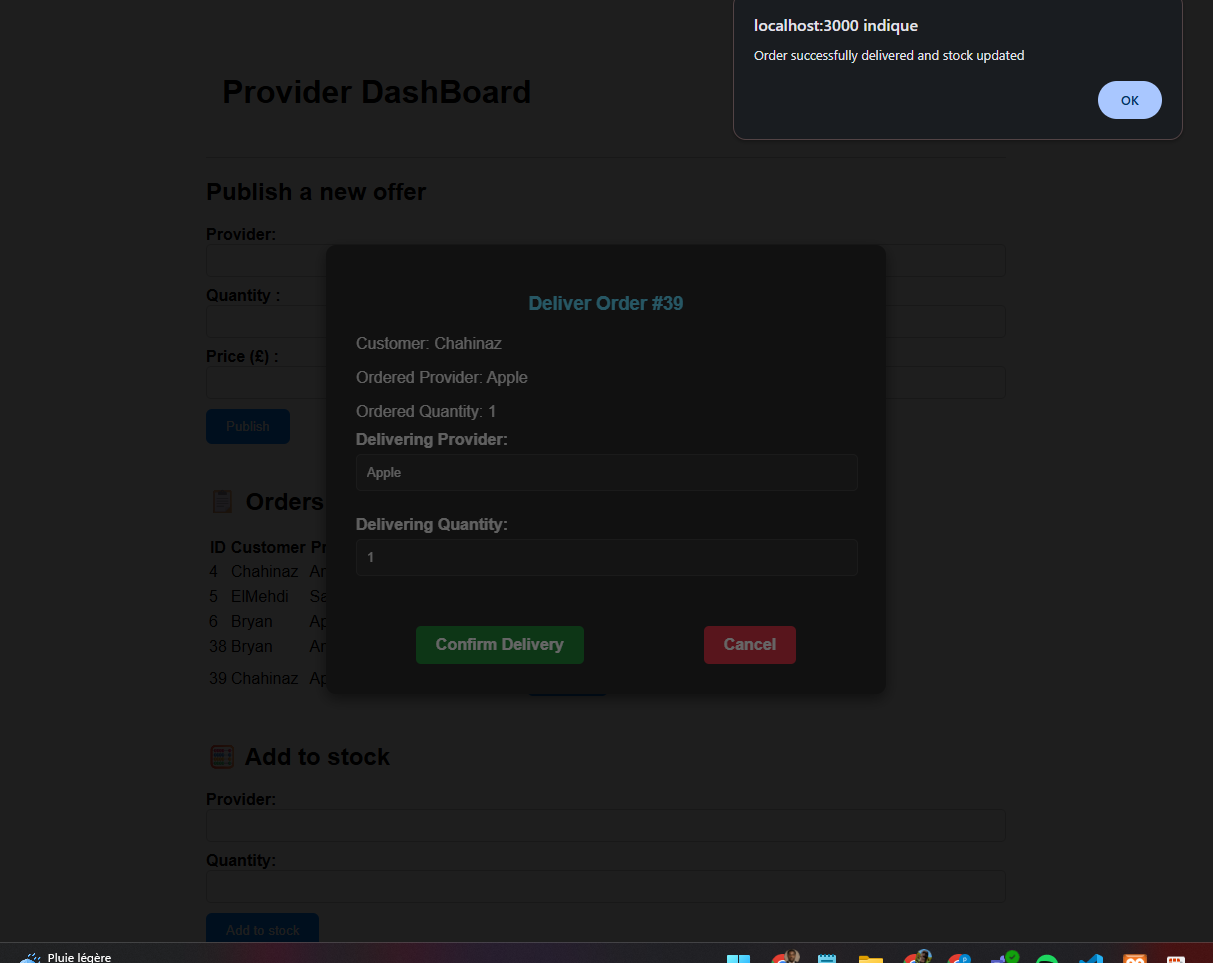 localhost:3000 indique
Order successfully delivered and stock updated
OK
Provider DashBoard
Publish a new offer
Provider:
Quantity :
Price (£) :
Publish
Deliver Order #39
Customer: Chahinaz
Ordered Provider: Apple
Ordered Quantity: 1
Delivering Provider:
Apple
Delivering Quantity:
1
Confirm Delivery
Cancel
Orders
ID Customer Pr
4 Chahinaz
5 ElMehdi Sa
6 Bryan Ap
38 Bryan
39 Chahinaz Ap
Add to stock
Provider:
Quantity:
Add to stock
Pluie légère